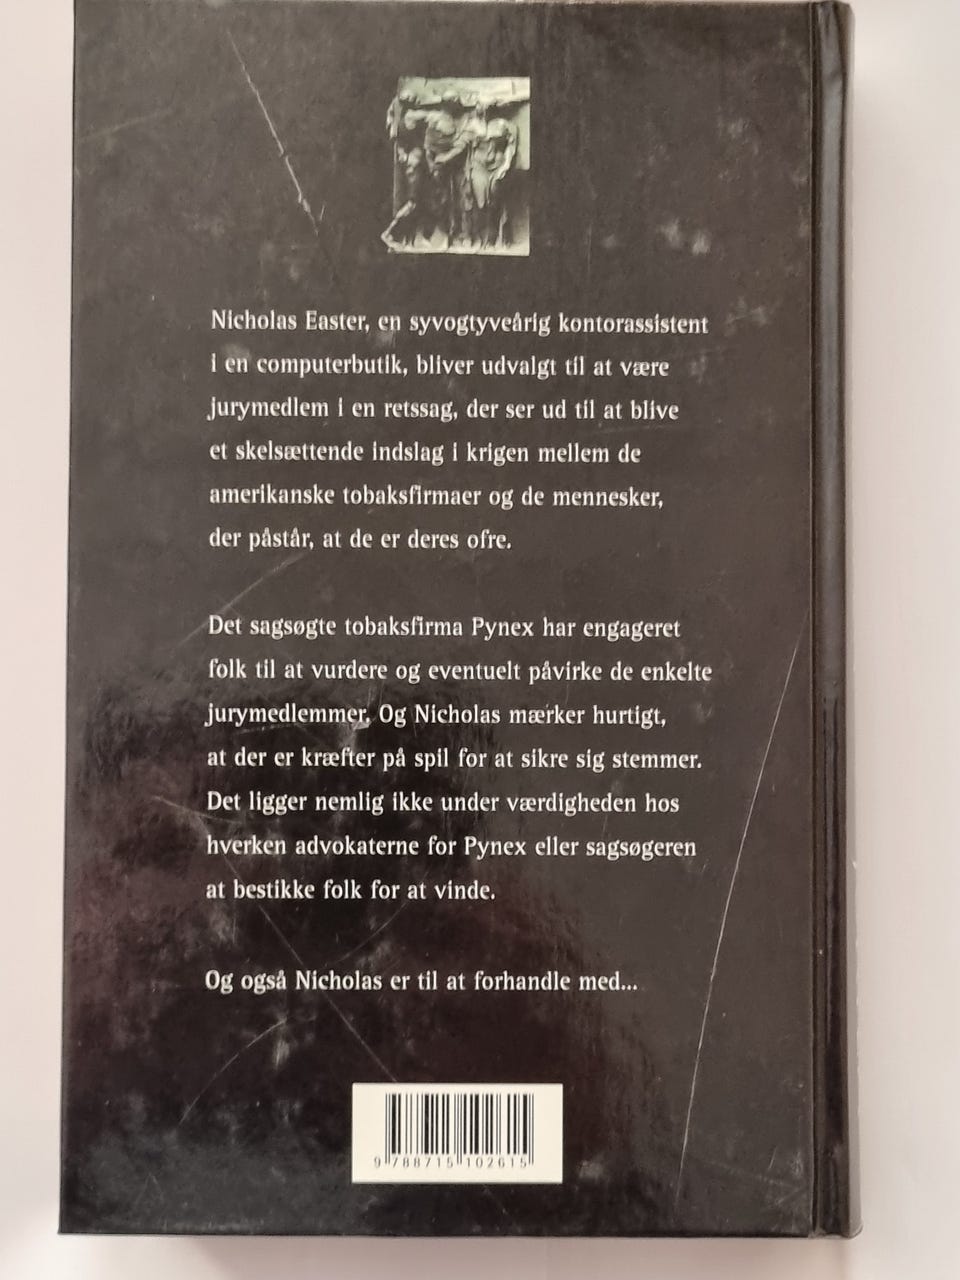 Nicholas Easter, en syvogtyveårig kontorassistent
i en computerbutik, bliver udvalgt til at være
jurymedlem i en retssag, der ser ud til at blive
et skelsættende indslag i krigen mellem de
amerikanske tobaksfirmaer og de mennesker,
der påstår, at de er deres ofre.
Det sagsøgte tobaksfirma Pynex har engageret
folk til at vurdere og eventuelt påvirke de enkelte
jurymedlemmer. Og Nicholas mærker hurtigt,
at der er kræfter på spil for at sikre sig stemmer.
Det ligger nemlig ikke under værdigheden hos
hverken advokaterne for Pynex eller sagsøgeren
at bestikke folk for at vinde.
Og også Nicholas er til at forhandle med...
9 788715 102615